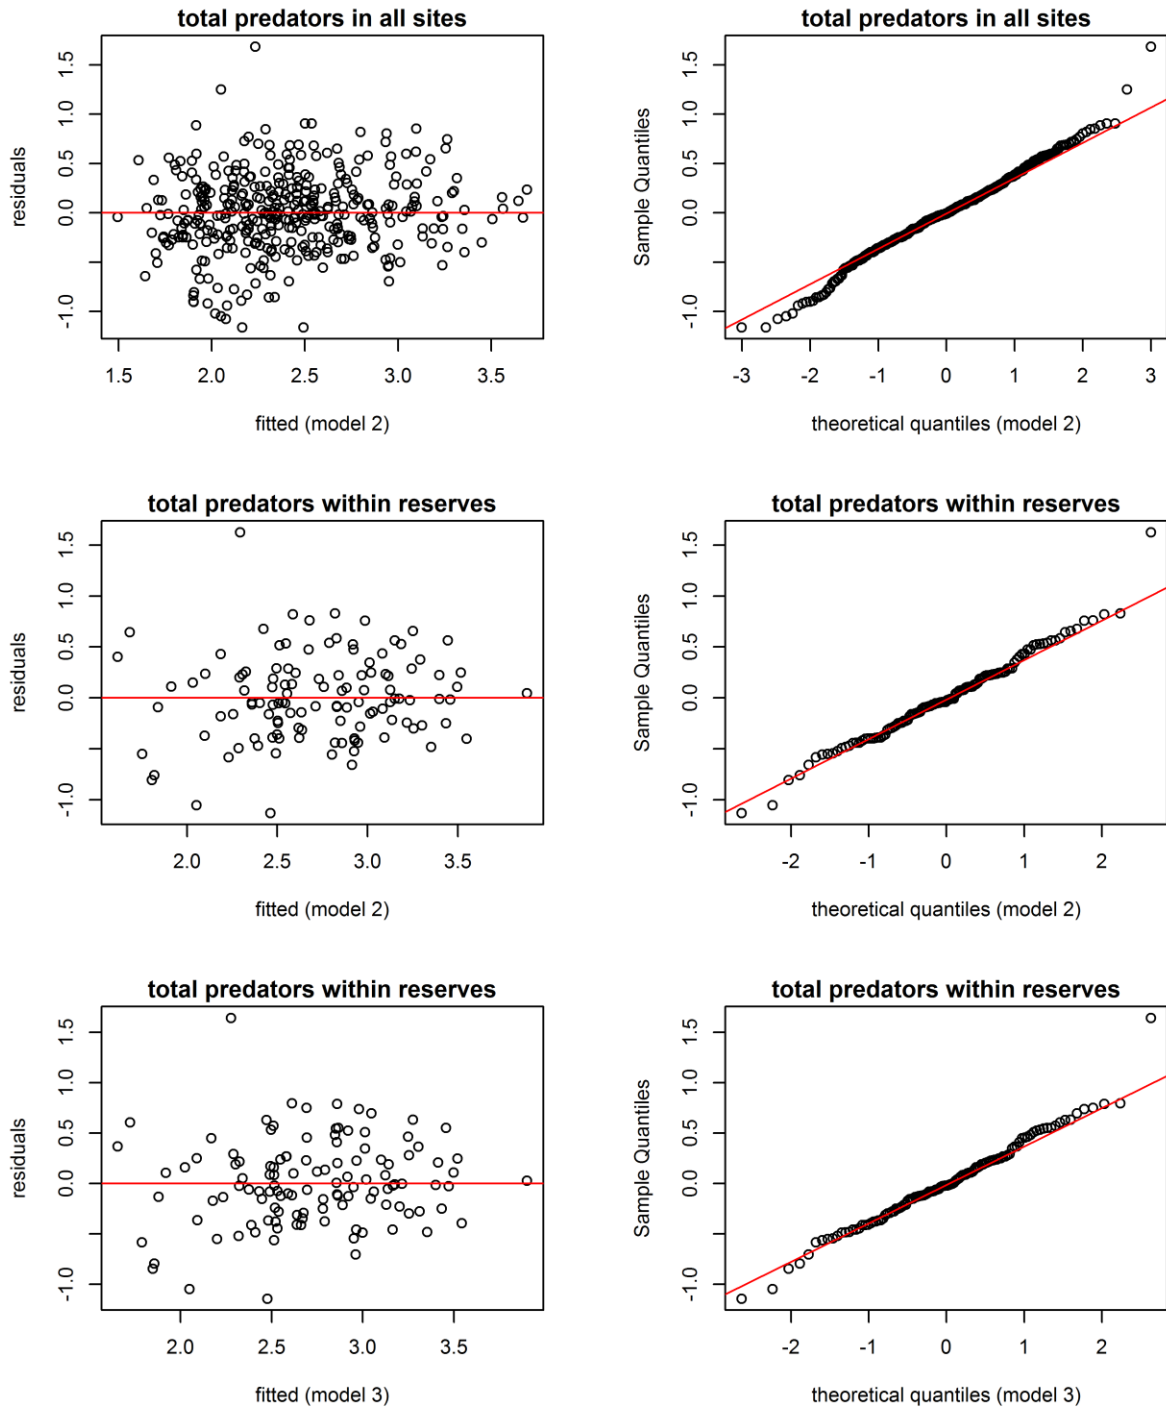 total predators in all sites
residuals
1.5
1.0
0.5
0.0
-1.0
1.5 2.0 2.5 3.0 3.5
fitted (model 2)
total predators in all sites
Sample Quantiles
1.5
1.0
0.5
0.0
-1.0
-3 -2 -1 0 1 2 3
theoretical quantiles (model 2)
total predators within reserves
residuals
1.5
1.0
0.5
0.0
-1.0
2.0 2.5 3.0 3.5
fitted (model 2)
total predators within reserves
Sample Quantiles
1.5
1.0
0.5
0.0
-1.0
-2 -1 0 1 2
theoretical quantiles (model 2)
total predators within reserves
residuals
1.5
1.0
0.5
0.0
-1.0
2.0 2.5 3.0 3.5
fitted (model 3)
total predators within reserves
Sample Quantiles
1.5
1.0
0.5
0.0
-1.0
-2 -1 0 1 2
theoretical quantiles (model 3)